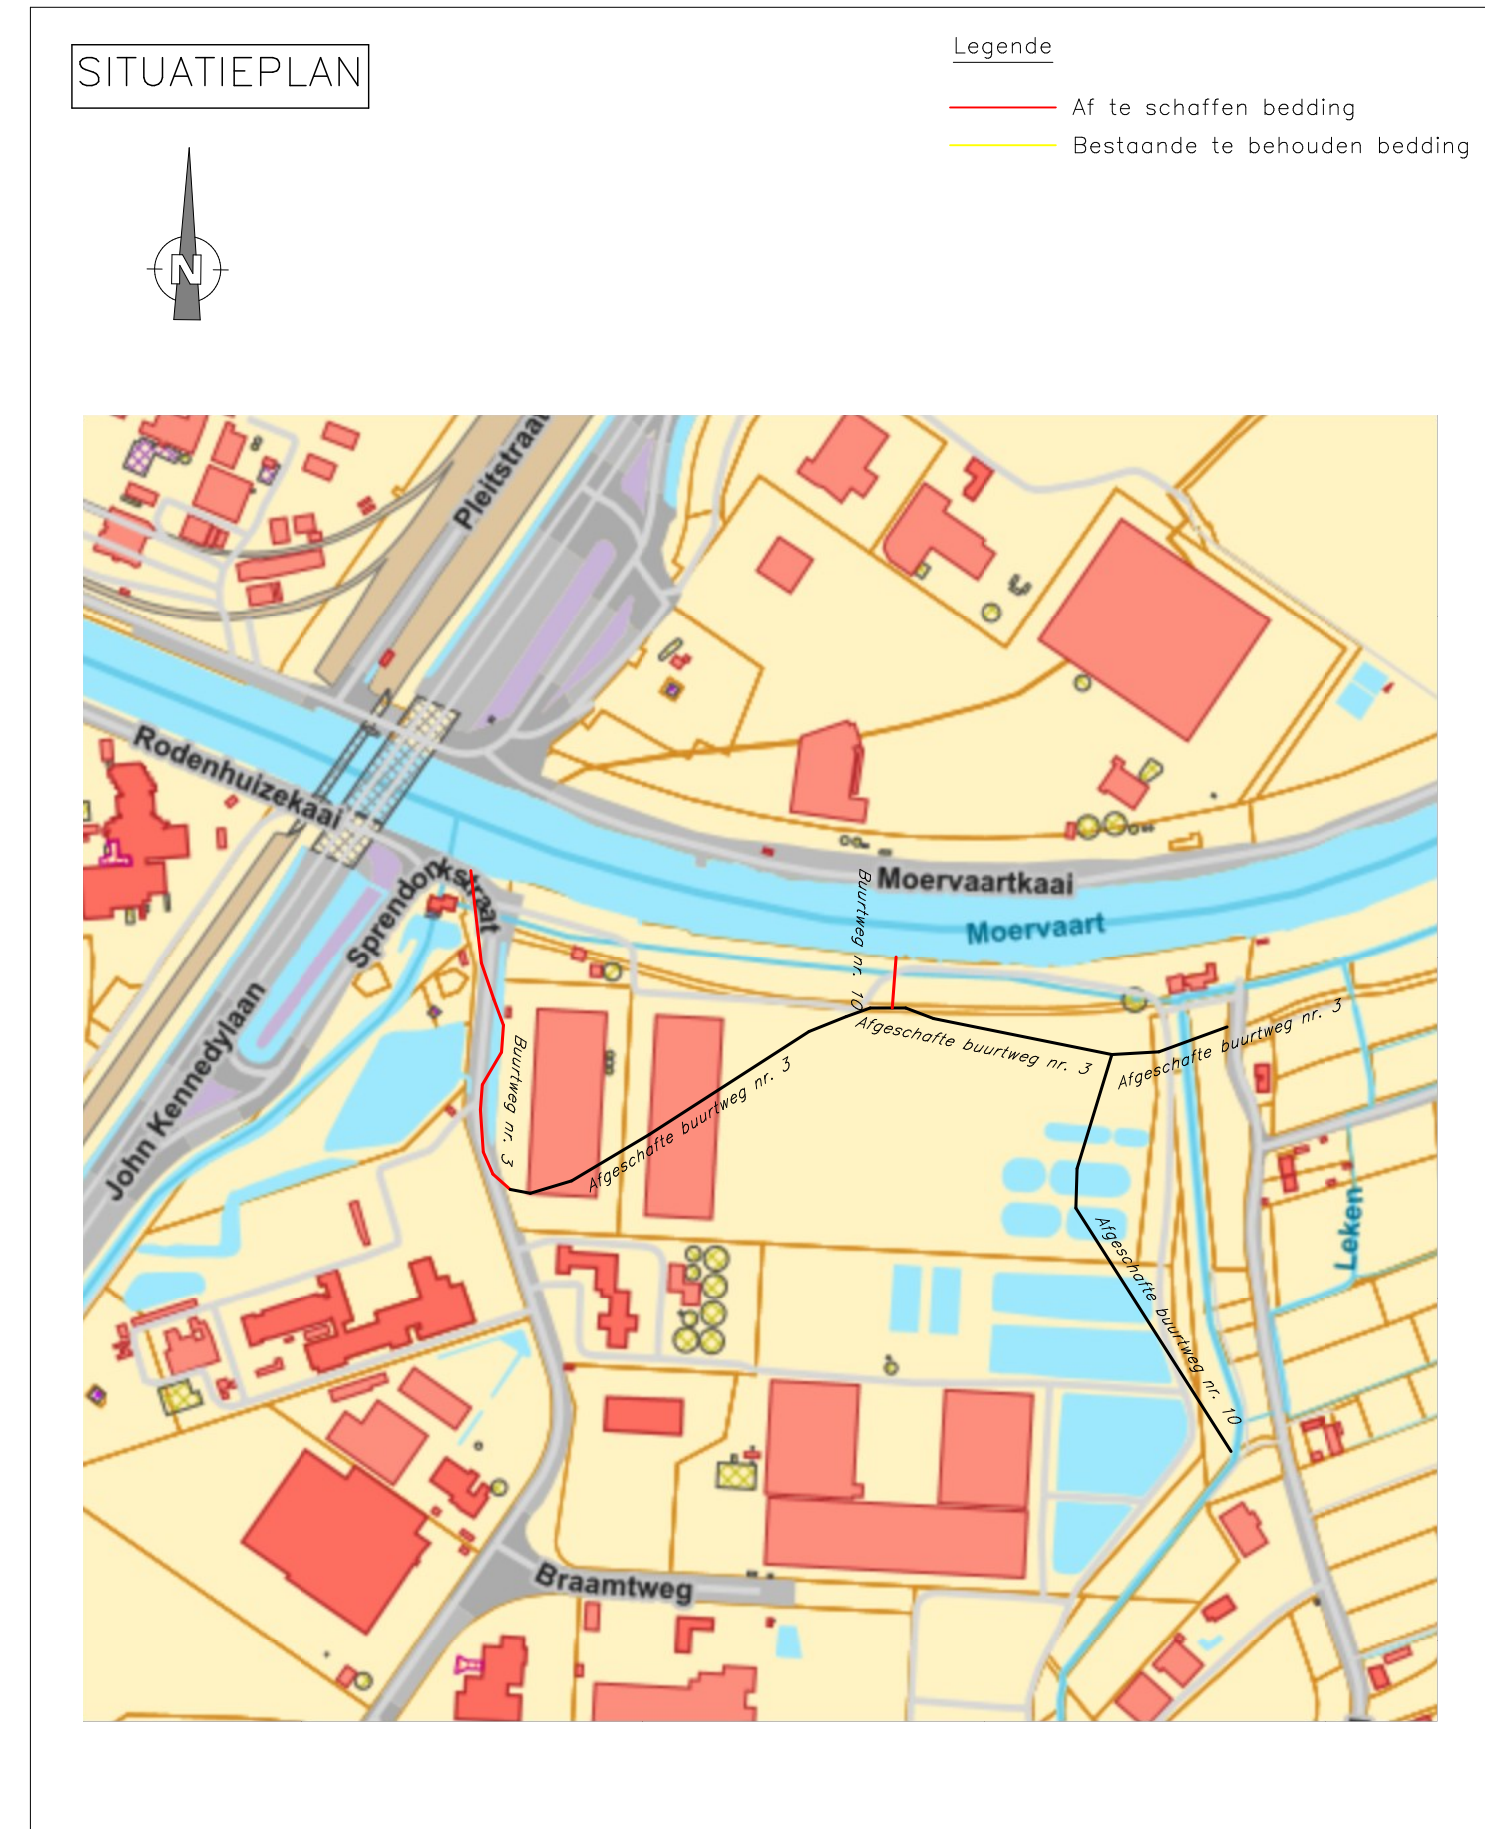 SITUATIEPLAN
Legende
Af te schaffen bedding
Bestaande te behouden bedding
N
8
Pleitstraat
Rodenhuizekaai
Sprendonkstraat
Moervaartkaai
Moervaart
Buurtweg nr. 10
Afgeschafte buurtweg nr. 3
Afgeschafte buurtweg nr. 3
John Kennedylaan
Buurtweg nr. 3
Afgeschafte buurtweg nr. 3
Leken
Afgeschafte buurtweg nr. 10
Braamtweg